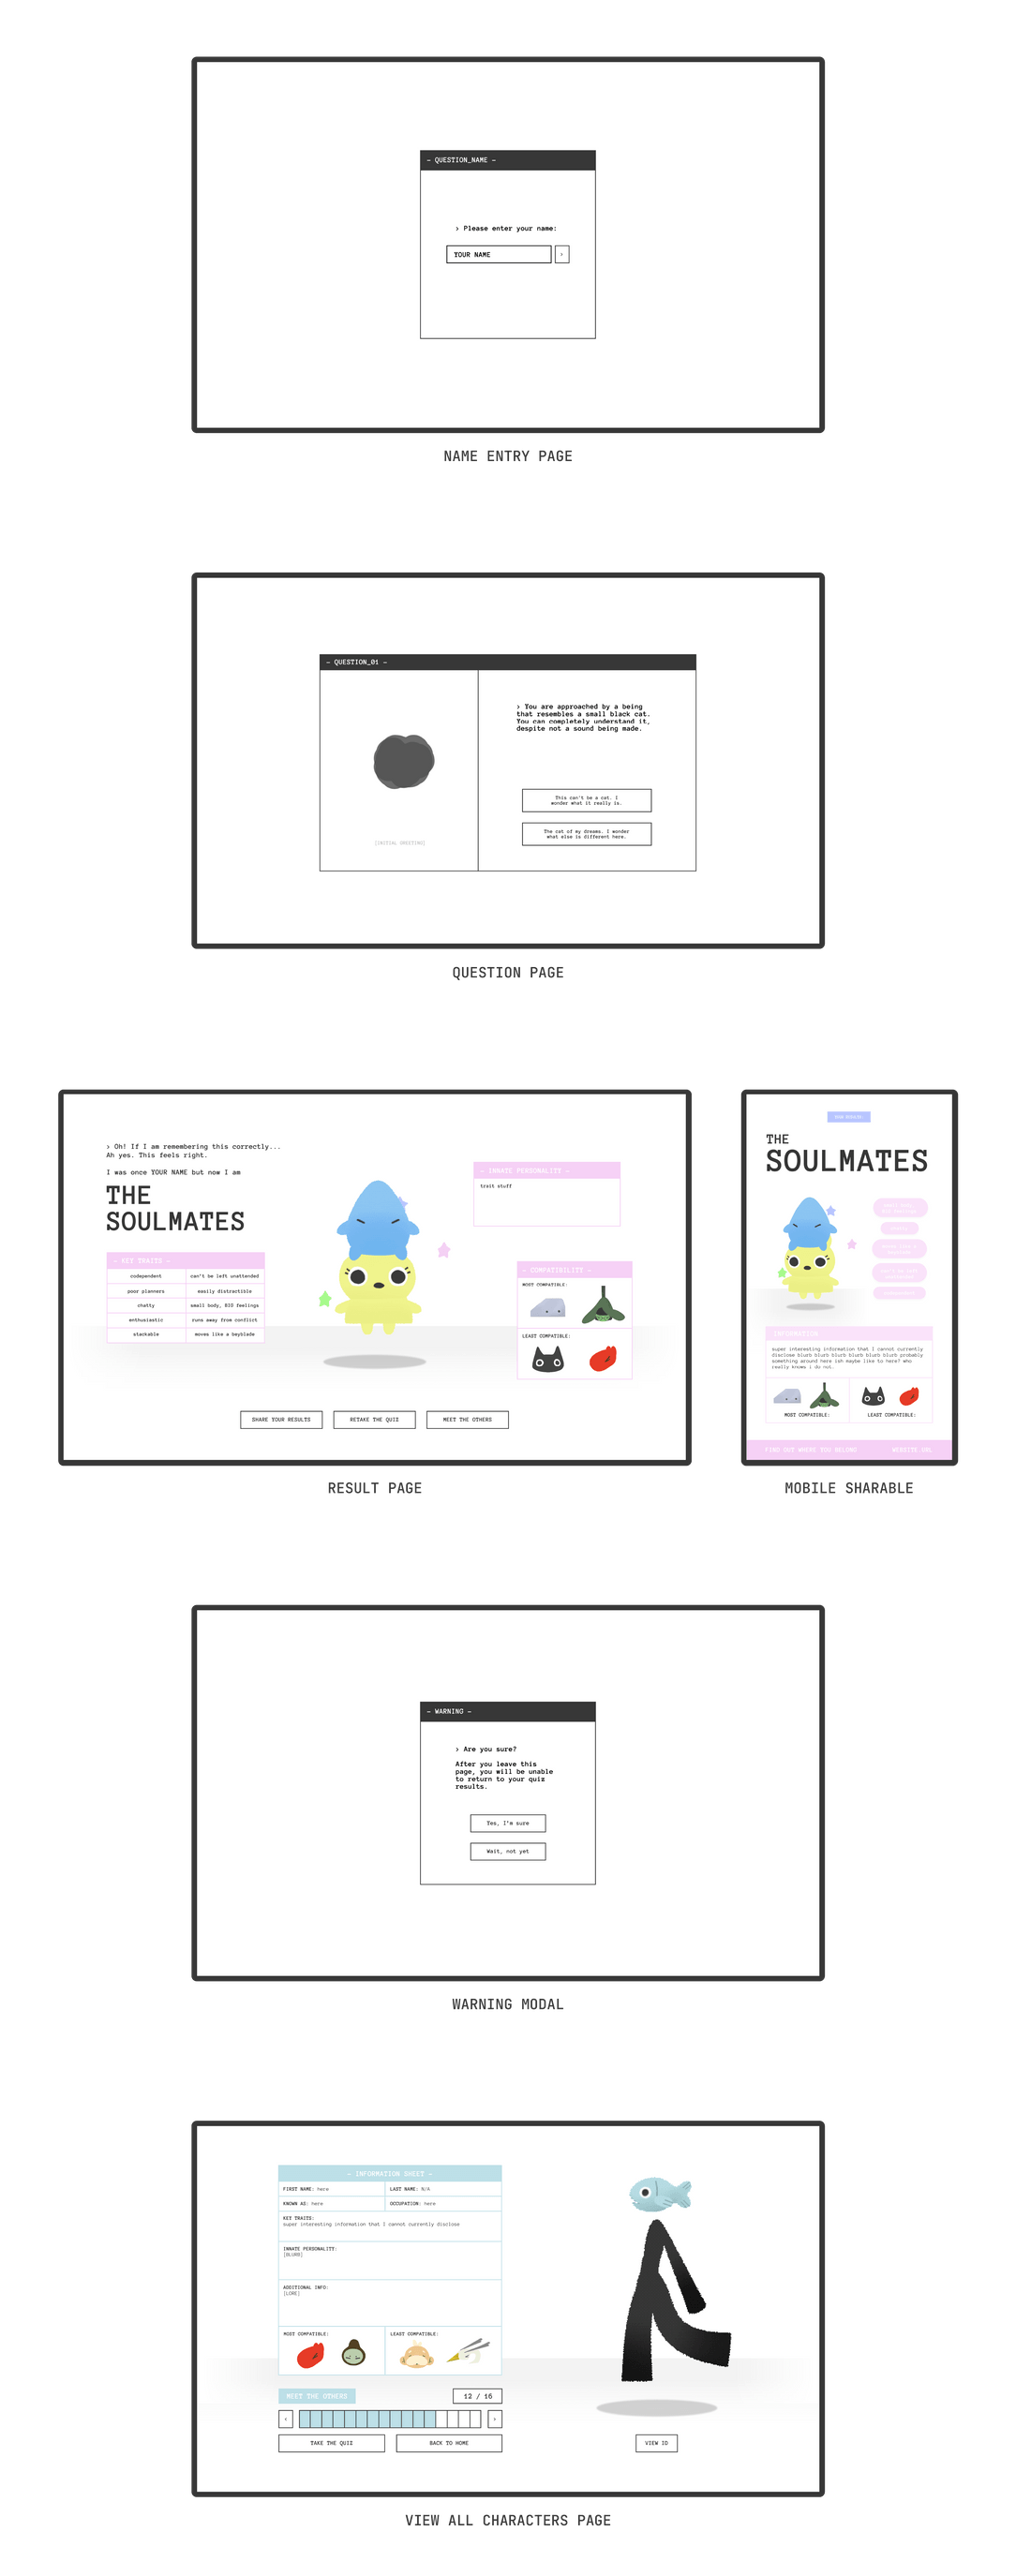 — QUESTION_NAME —
> Please enter your name:
YOUR NAME
>
NAME ENTRY PAGE
— QUESTION_01 —
> You are approached by a being
that resembles a small black cat.
You can completely understand it,
despite not a sound being made.
[INITIAL GREETING]
This can't be a cat. I
wonder what it really is.
The cat of my dreams. I wonder
what else is different here.
QUESTION PAGE
> Oh! If I am remembering this correctly...
Ah yes. This feels right.
I was once YOUR NAME but now I am
THE
SOULMATES
— KEY TRAITS —
codependent
can't be left unattended
poor planners
easily distractible
chatty
small body, BIG feelings
enthusiastic
runs away from conflict
stackable
moves like a beyblade
— INNATE PERSONALITY —
trait stuff
— COMPATIBILITY —
MOST COMPATIBLE:
LEAST COMPATIBLE:
SHARE YOUR RESULTS
RETAKE THE QUIZ
MEET THE OTHERS
RESULT PAGE
THE
SOULMATES
INFORMATION
super interesting information that I cannot currently
disclose blurb blurb blurb blurb blurb blurb probably
something around here ish maybe like to here? who
really knows i do not.
MOST COMPATIBLE:
LEAST COMPATIBLE:
FIND OUT WHERE YOU BELONG
WEBSITE.URL
MOBILE SHARABLE
— WARNING —
> Are you sure?
After you leave this
page, you will be unable
to return to your quiz
results.
Yes, I'm sure
Wait, not yet
WARNING MODAL
— INFORMATION SHEET —
FIRST NAME: here
LAST NAME: N/A
KNOWN AS: here
OCCUPATION: here
KEY TRAITS:
super interesting information that I cannot currently disclose
INNATE PERSONALITY:
[BLURB]
ADDITIONAL INFO:
[LORE]
MOST COMPATIBLE:
LEAST COMPATIBLE:
MEET THE OTHERS
12 / 16
<
>
TAKE THE QUIZ
BACK TO HOME
VIEW ID
VIEW ALL CHARACTERS PAGE